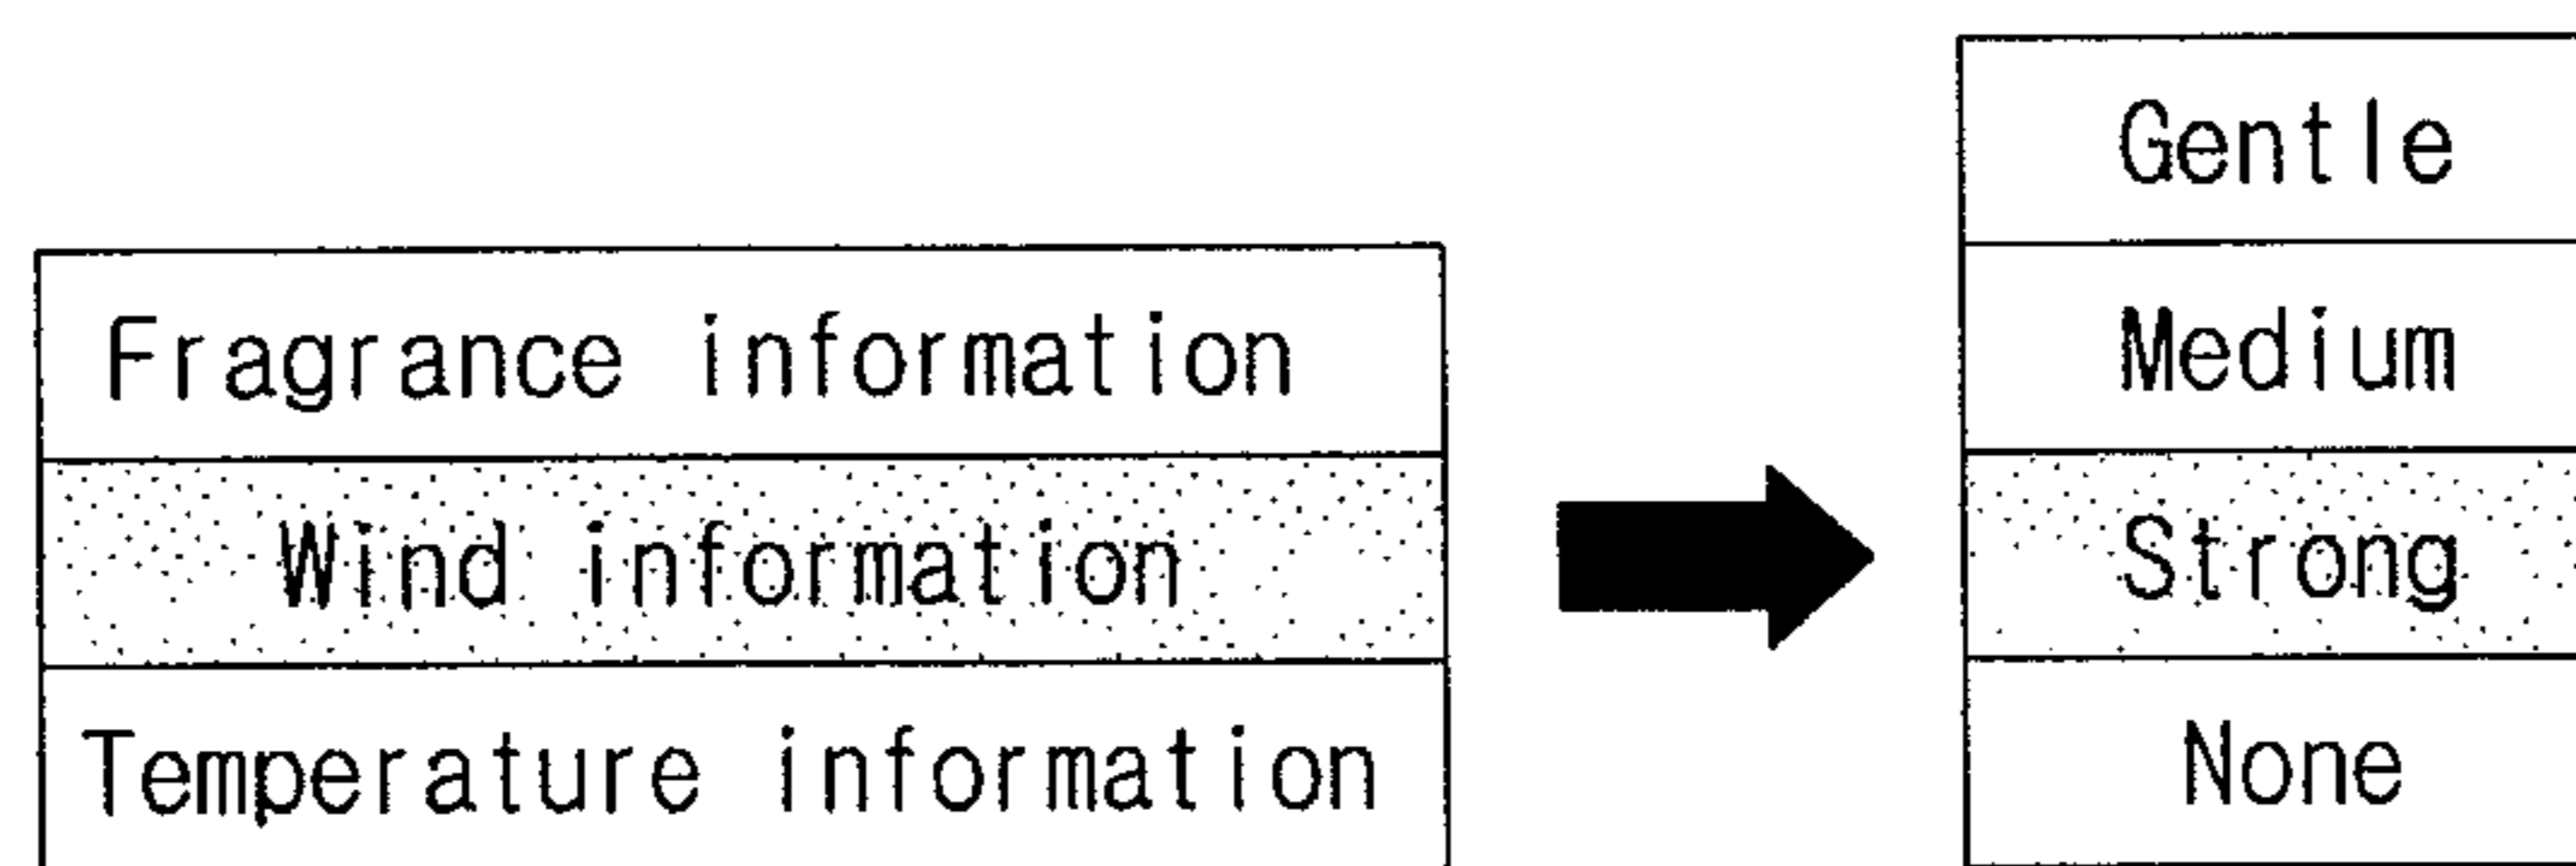 Fragrance information
Wind information
Temperature information
Gentle
Medium
Strong
None